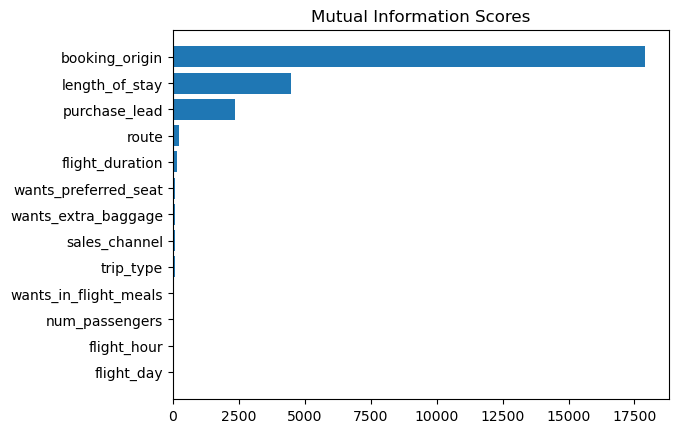 Mutual Information Scores
booking_origin
length_of_stay
purchase_lead
route
flight_duration
wants_preferred_seat
wants_extra_baggage
sales_channel
trip_type
wants_in_flight_meals
num_passengers
flight_hour
flight_day
0 2500 5000 7500 10000 12500 15000 17500